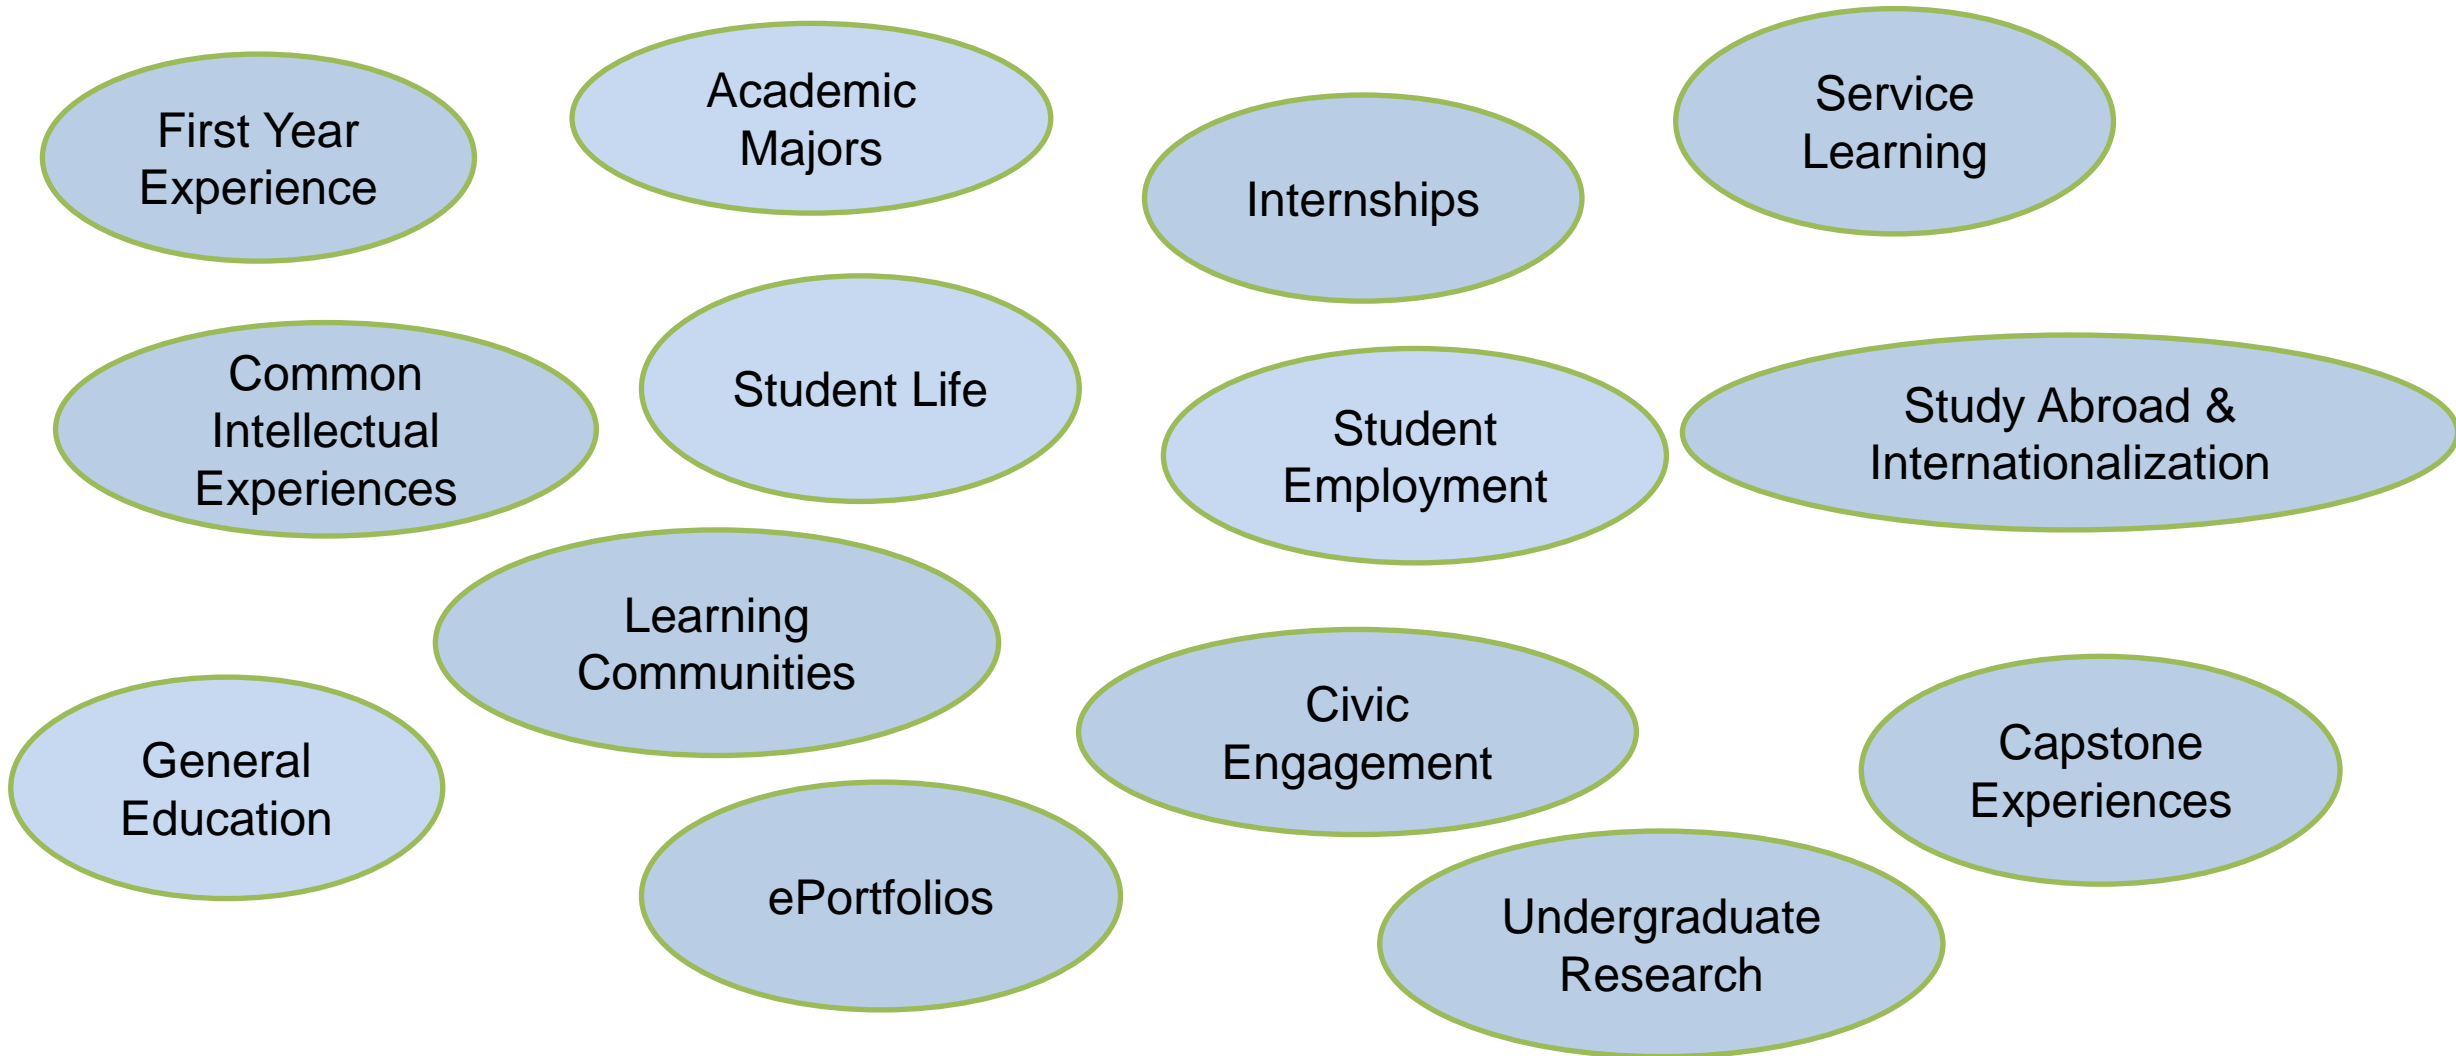 First Year
Experience
Academic
Majors
Internships
Service
Learning
Common
Intellectual
Experiences
Student Life
Student
Employment
Study Abroad &
Internationalization
Learning
Communities
General
Education
Civic
Engagement
Capstone
Experiences
ePortfolios
Undergraduate
Research